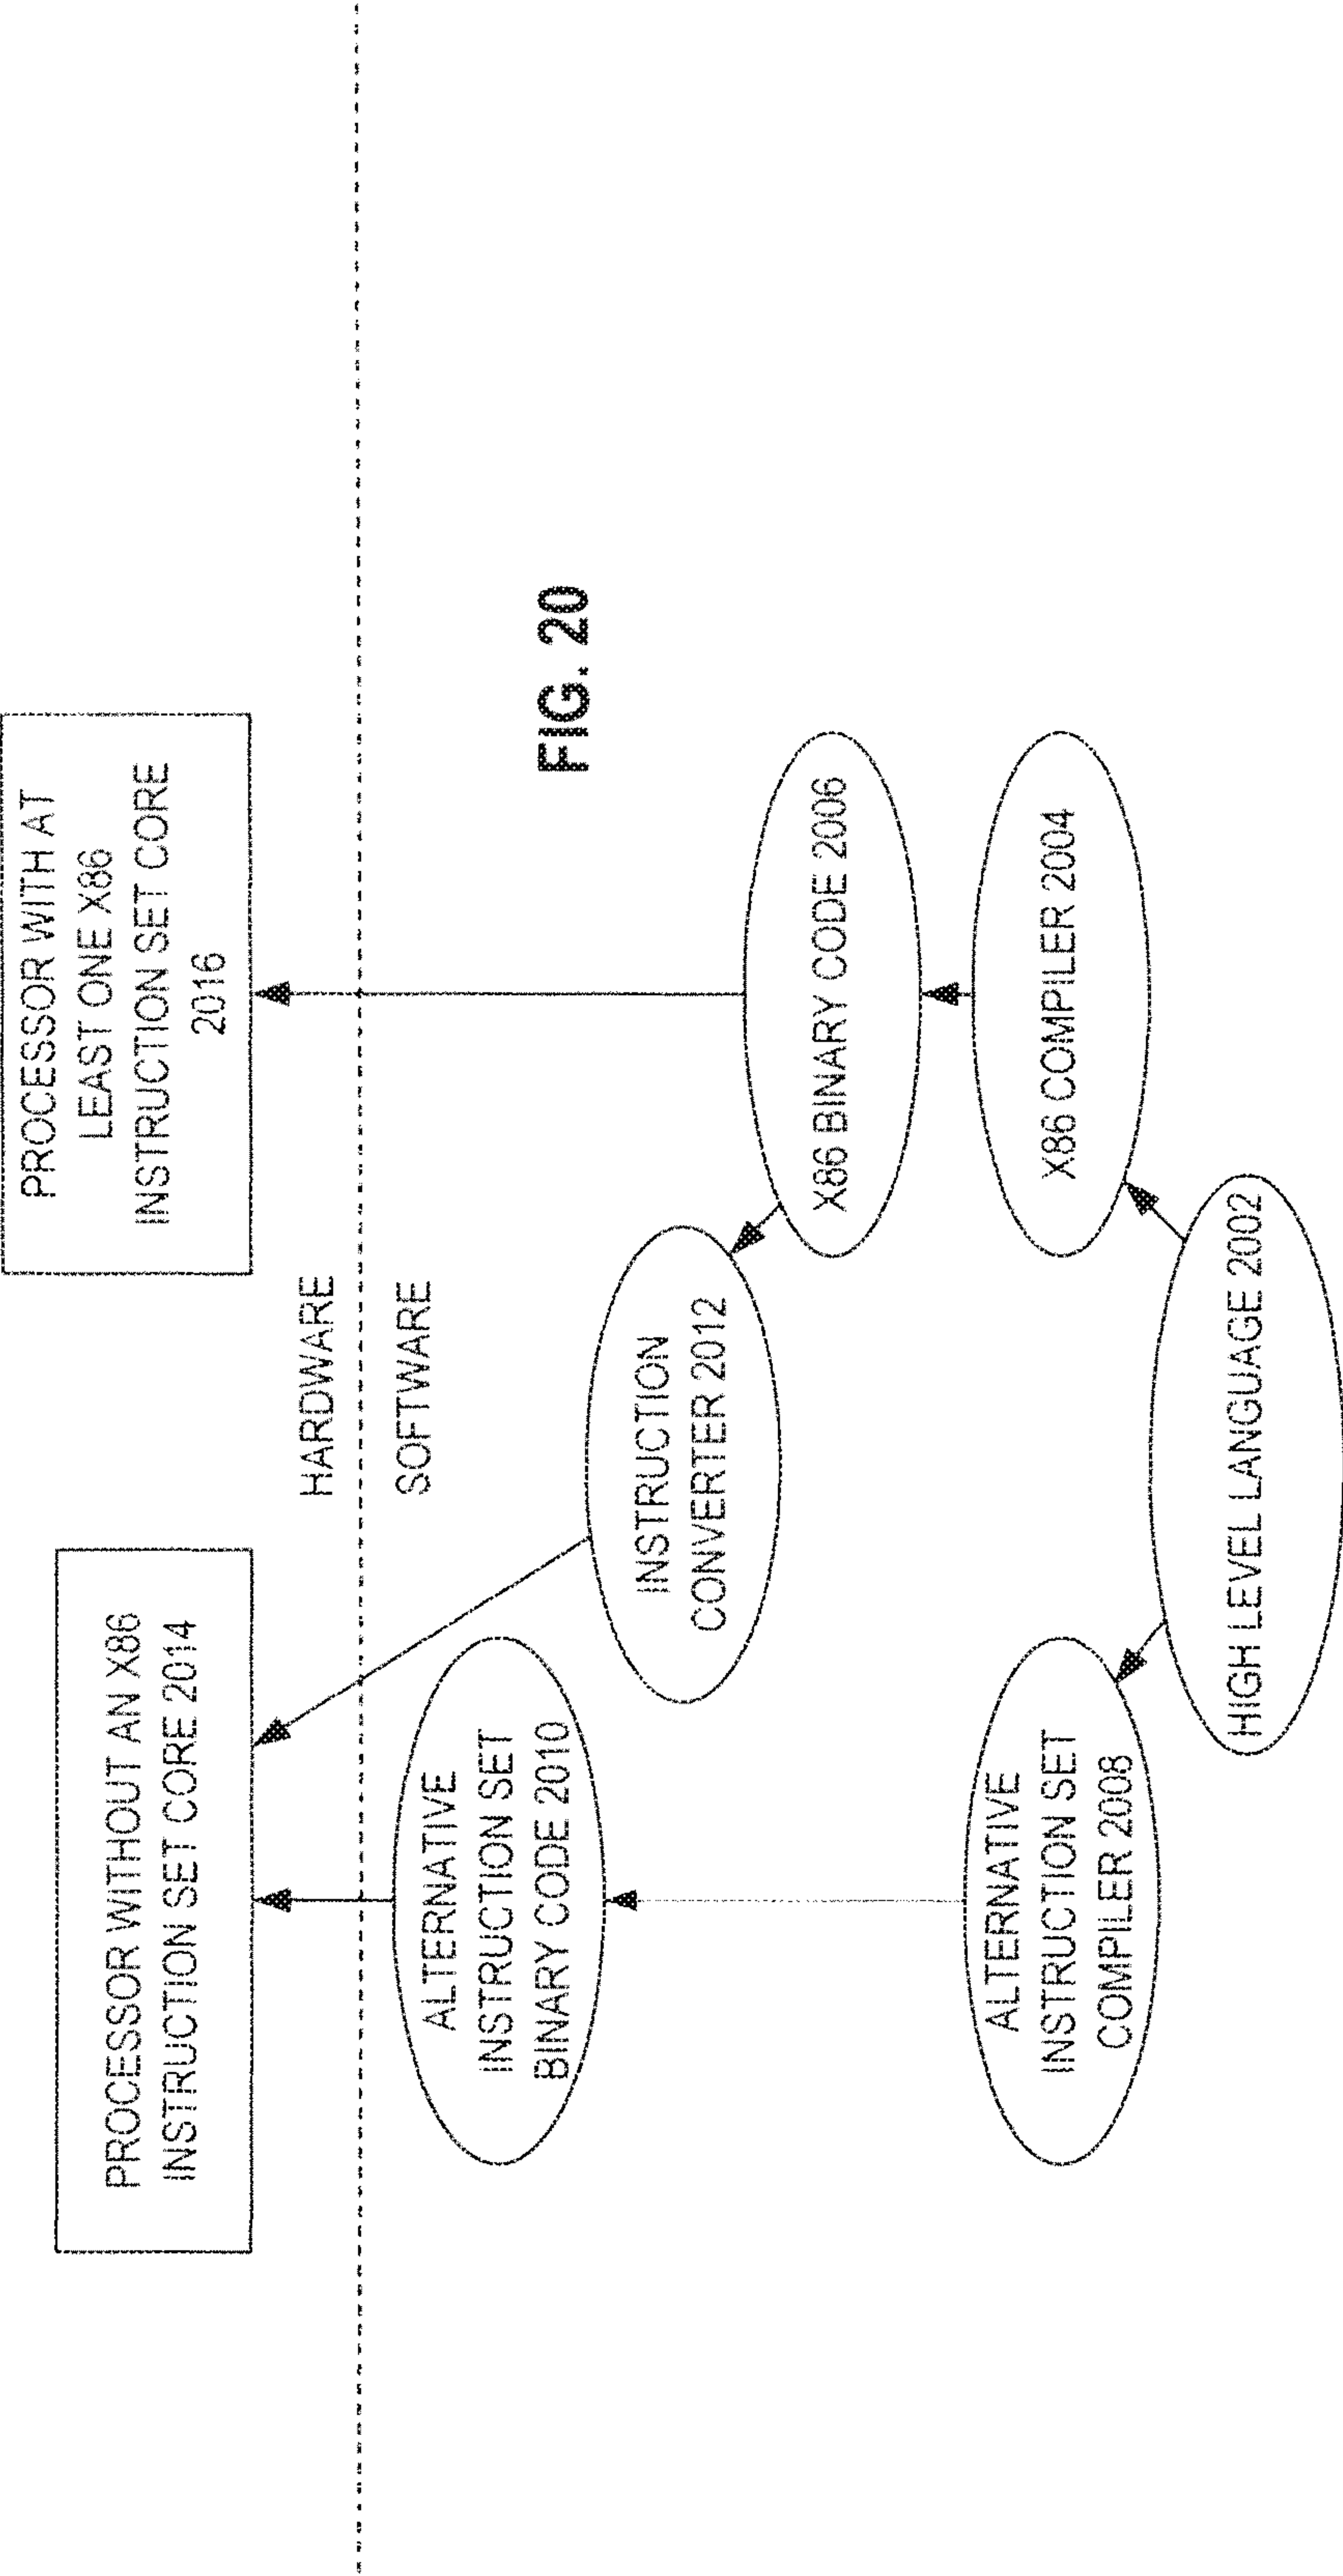 PROCESSOR WITHOUT AN X86
INSTRUCTION SET CORE 2014
PROCESSOR WITH AT
LEAST ONE X86
INSTRUCTION SET CORE
2016
HARDWARE
SOFTWARE
ALTERNATIVE
INSTRUCTION SET
BINARY CODE 2010
INSTRUCTION
CONVERTER 2012
FIG. 20
X86 BINARY CODE 2006
ALTERNATIVE
INSTRUCTION SET
COMPILER 2008
X86 COMPILER 2004
HIGH LEVEL LANGUAGE 2002